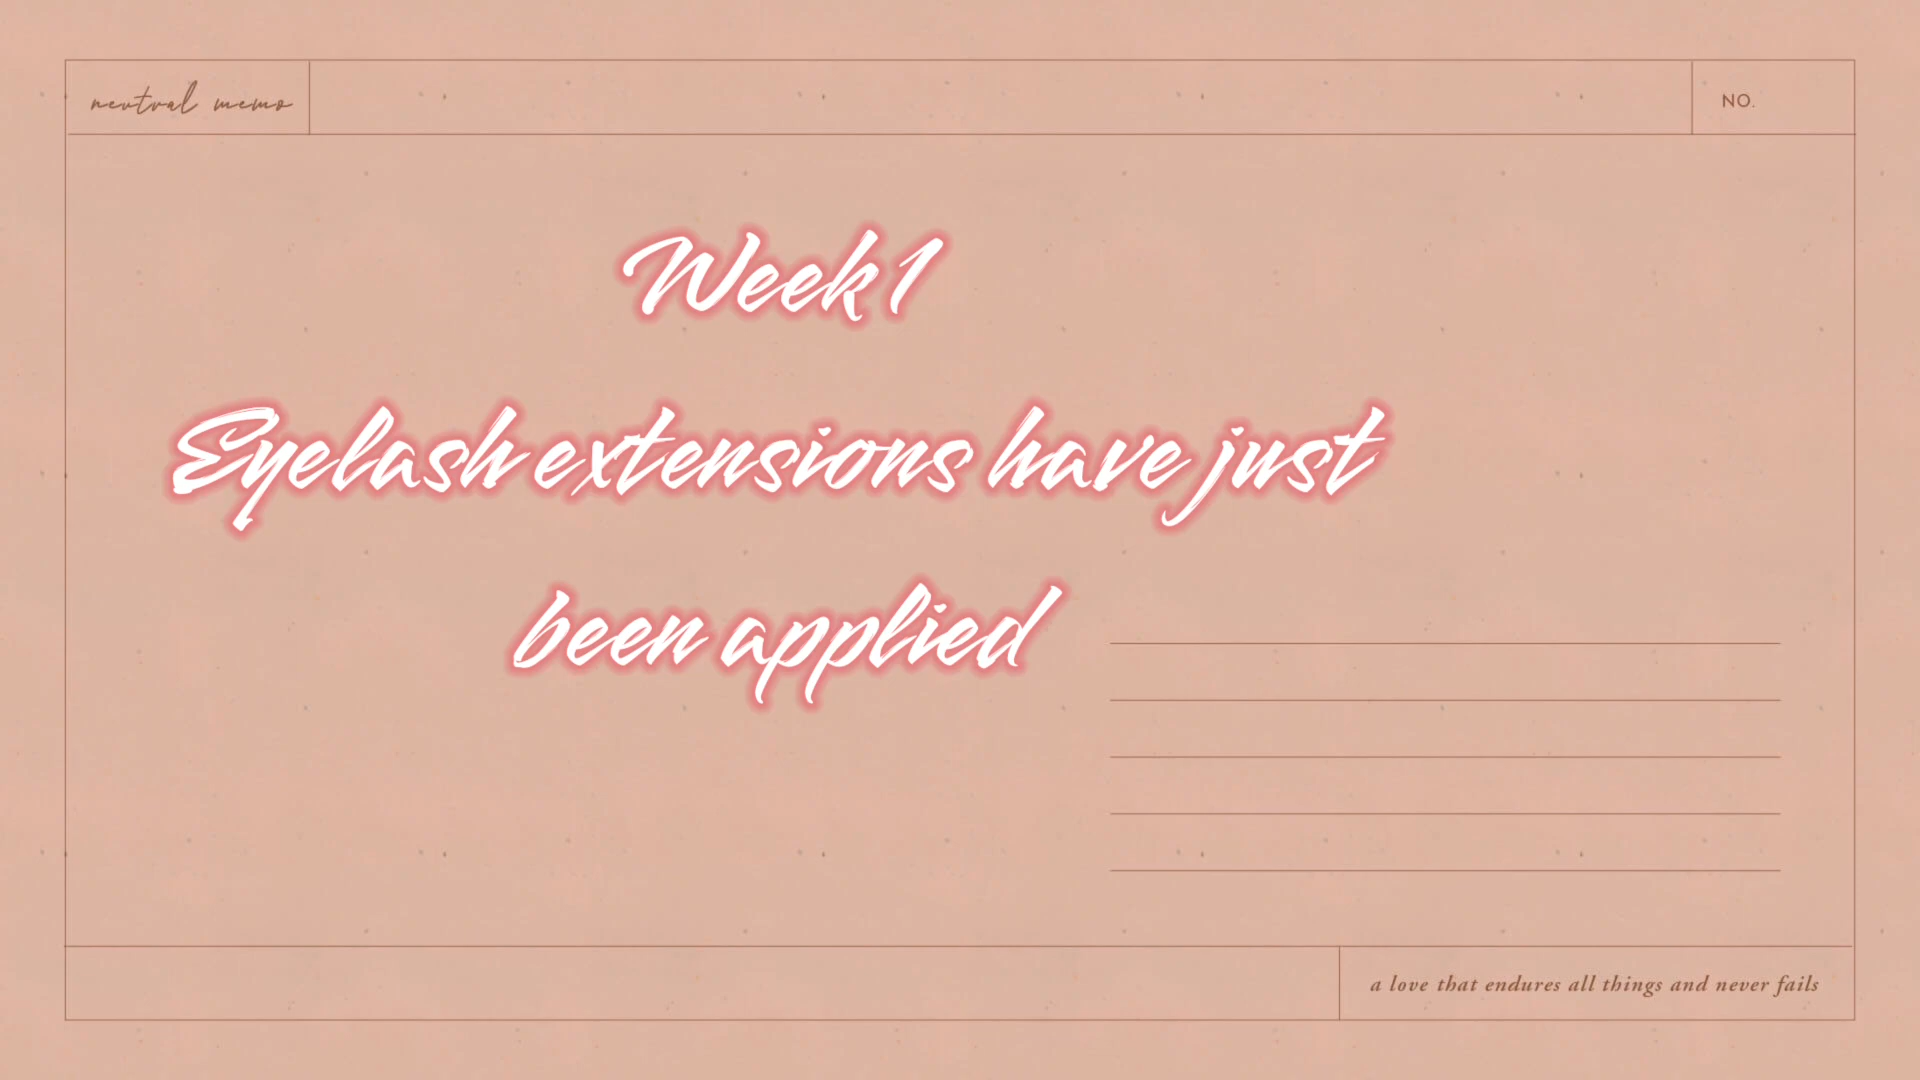 neutral memo
NO.
Week 1
Eyelash extensions have just
been applied
a love that endures all things and never fails